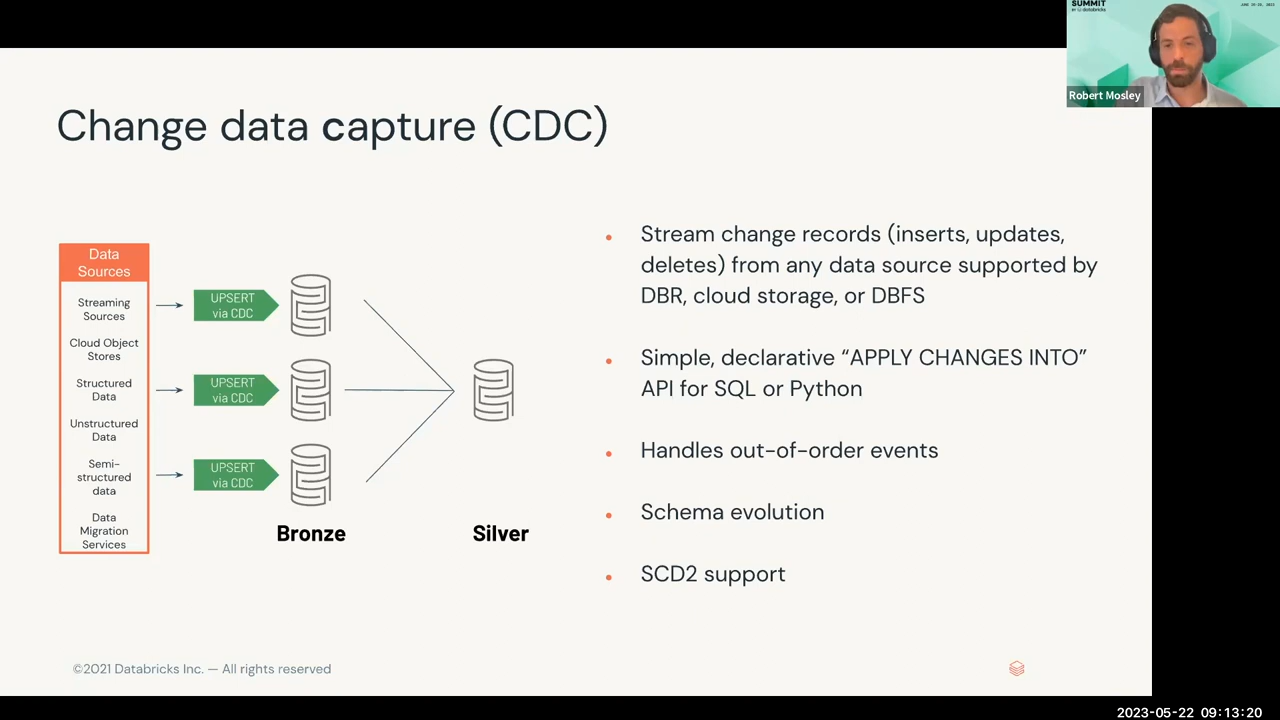 SUMMIT
BY databricks
Robert Mosley
Change data capture (CDC)
Data
Sources
Streaming
Sources
Cloud Object
Stores
Structured
Data
Unstructured
Data
Semi-
structured
data
Data
Migration
Services
UPSERT
via CDC
UPSERT
via CDC
UPSERT
via CDC
Bronze
Silver
Stream change records (inserts, updates,
deletes) from any data source supported by
DBR, cloud storage, or DBFS
Simple, declarative “APPLY CHANGES INTO”
API for SQL or Python
Handles out-of-order events
Schema evolution
SCD2 support
©2021 Databricks Inc. — All rights reserved
2023-05-22 09:13:20